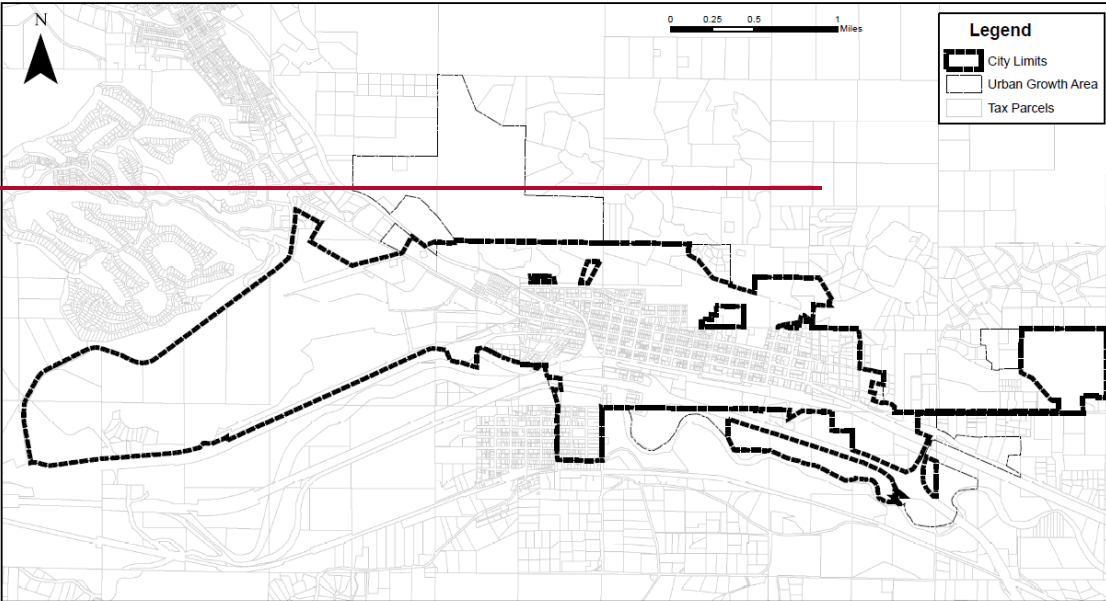 N
0 0.25 0.5 1
Miles
Legend
City Limits
Urban Growth Area
Tax Parcels